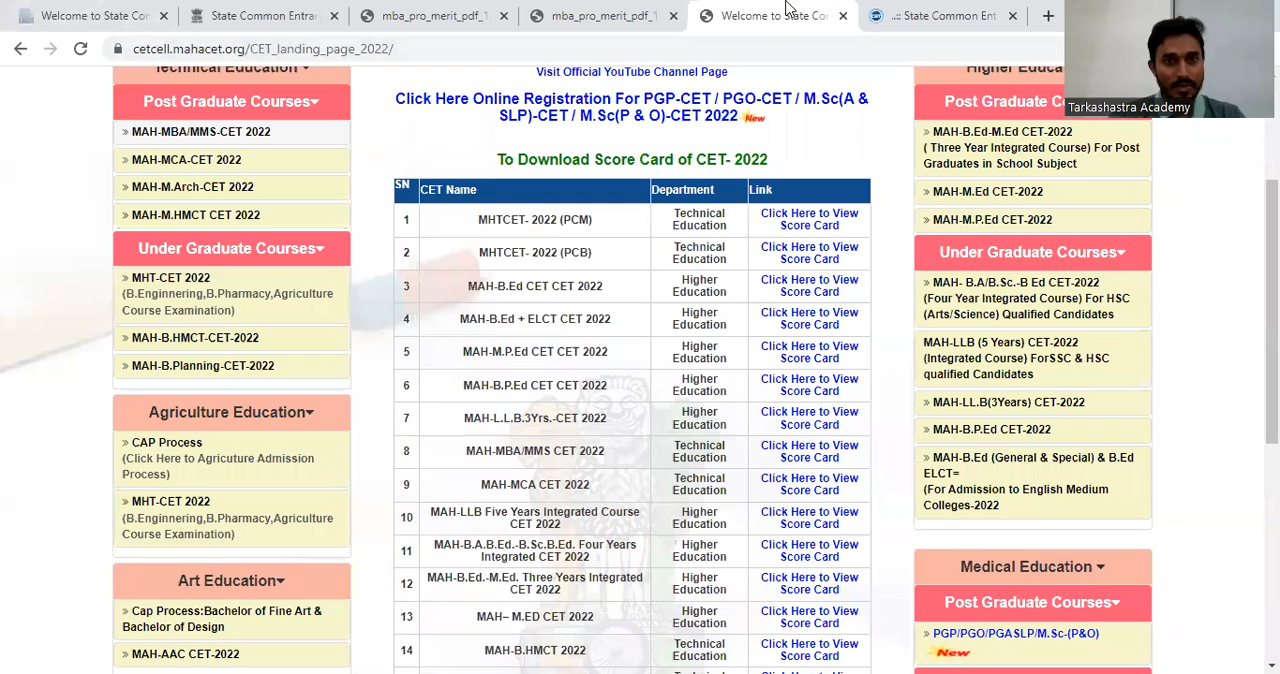 Welcome to State Cor
State Common Entra
mba_pro_merit_pdf_1
mba_pro_merit_pdf_1
Welcome to State Co
..:: State Common Ent
cetcell.mahacet.org/CET_landing_page_2022/
Tarkashastra Academy
Technical Education
Post Graduate Courses
» MAH-MBA/MMS-CET 2022
» MAH-MCA-CET 2022
» MAH-M.Arch-CET 2022
» MAH-M.HMCT CET 2022
Under Graduate Courses
» MHT-CET 2022
(B.Enginnering,B.Pharmacy,Agriculture
Course Examination)
» MAH-B.HMCT-CET-2022
» MAH-B.Planning-CET-2022
Agriculture Education
» CAP Process
(Click Here to Agricuture Admission
Process)
» MHT-CET 2022
(B.Enginnering,B.Pharmacy,Agriculture
Course Examination)
Art Education
» Cap Process:Bachelor of Fine Art &
Bachelor of Design
» MAH-AAC CET-2022
Visit Official YouTube Channel Page
Click Here Online Registration For PGP-CET / PGO-CET / M.Sc(A &
SLP)-CET / M.Sc(P & O)-CET 2022 New
To Download Score Card of CET- 2022
SN CET Name Department Link
1 MHTCET- 2022 (PCM) Technical Education Click Here to View Score Card
2 MHTCET- 2022 (PCB) Technical Education Click Here to View Score Card
3 MAH-B.Ed CET CET 2022 Higher Education Click Here to View Score Card
4 MAH-B.Ed + ELCT CET 2022 Higher Education Click Here to View Score Card
5 MAH-M.P.Ed CET CET 2022 Higher Education Click Here to View Score Card
6 MAH-B.P.Ed CET CET 2022 Higher Education Click Here to View Score Card
7 MAH-L.L.B.3Yrs.-CET 2022 Higher Education Click Here to View Score Card
8 MAH-MBA/MMS CET 2022 Technical Education Click Here to View Score Card
9 MAH-MCA CET 2022 Technical Education Click Here to View Score Card
10 MAH-LLB Five Years Integrated Course CET 2022 Higher Education Click Here to View Score Card
11 MAH-B.A.B.Ed.-B.Sc.B.Ed. Four Years Integrated CET 2022 Higher Education Click Here to View Score Card
12 MAH-B.Ed.-M.Ed. Three Years Integrated CET 2022 Higher Education Click Here to View Score Card
13 MAH– M.ED CET 2022 Higher Education Click Here to View Score Card
14 MAH-B.HMCT 2022 Technical Education Click Here to View Score Card
Higher Educa
Post Graduate Cou
» MAH-B.Ed-M.Ed CET-2022
( Three Year Integrated Course) For Post
Graduates in School Subject
» MAH-M.Ed CET-2022
» MAH-M.P.Ed CET-2022
Under Graduate Courses
» MAH- B.A/B.Sc.-B Ed CET-2022
(Four Year Integrated Course) For HSC
(Arts/Science) Qualified Candidates
MAH-LLB (5 Years) CET-2022
(Integrated Course) ForSSC & HSC
qualified Candidates
» MAH-LL.B(3Years) CET-2022
» MAH-B.P.Ed CET-2022
» MAH-B.Ed (General & Special) & B.Ed
ELCT=
(For Admission to English Medium
Colleges-2022
Medical Education
Post Graduate Courses
» PGP/PGO/PGASLP/M.Sc-(P&O)
New